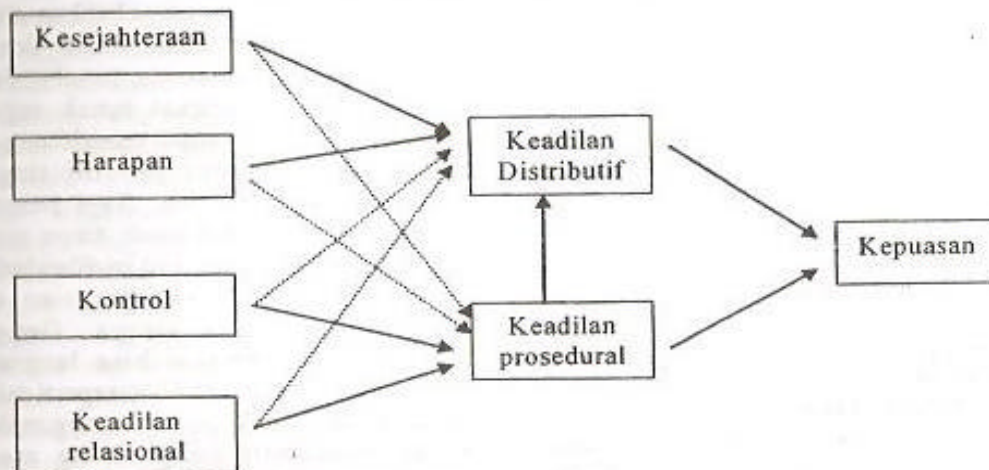 Kesejahteraan
Harapan
Kontrol
Keadilan
relasional
Keadilan
Distributif
Keadilan
prosedural
Kepuasan